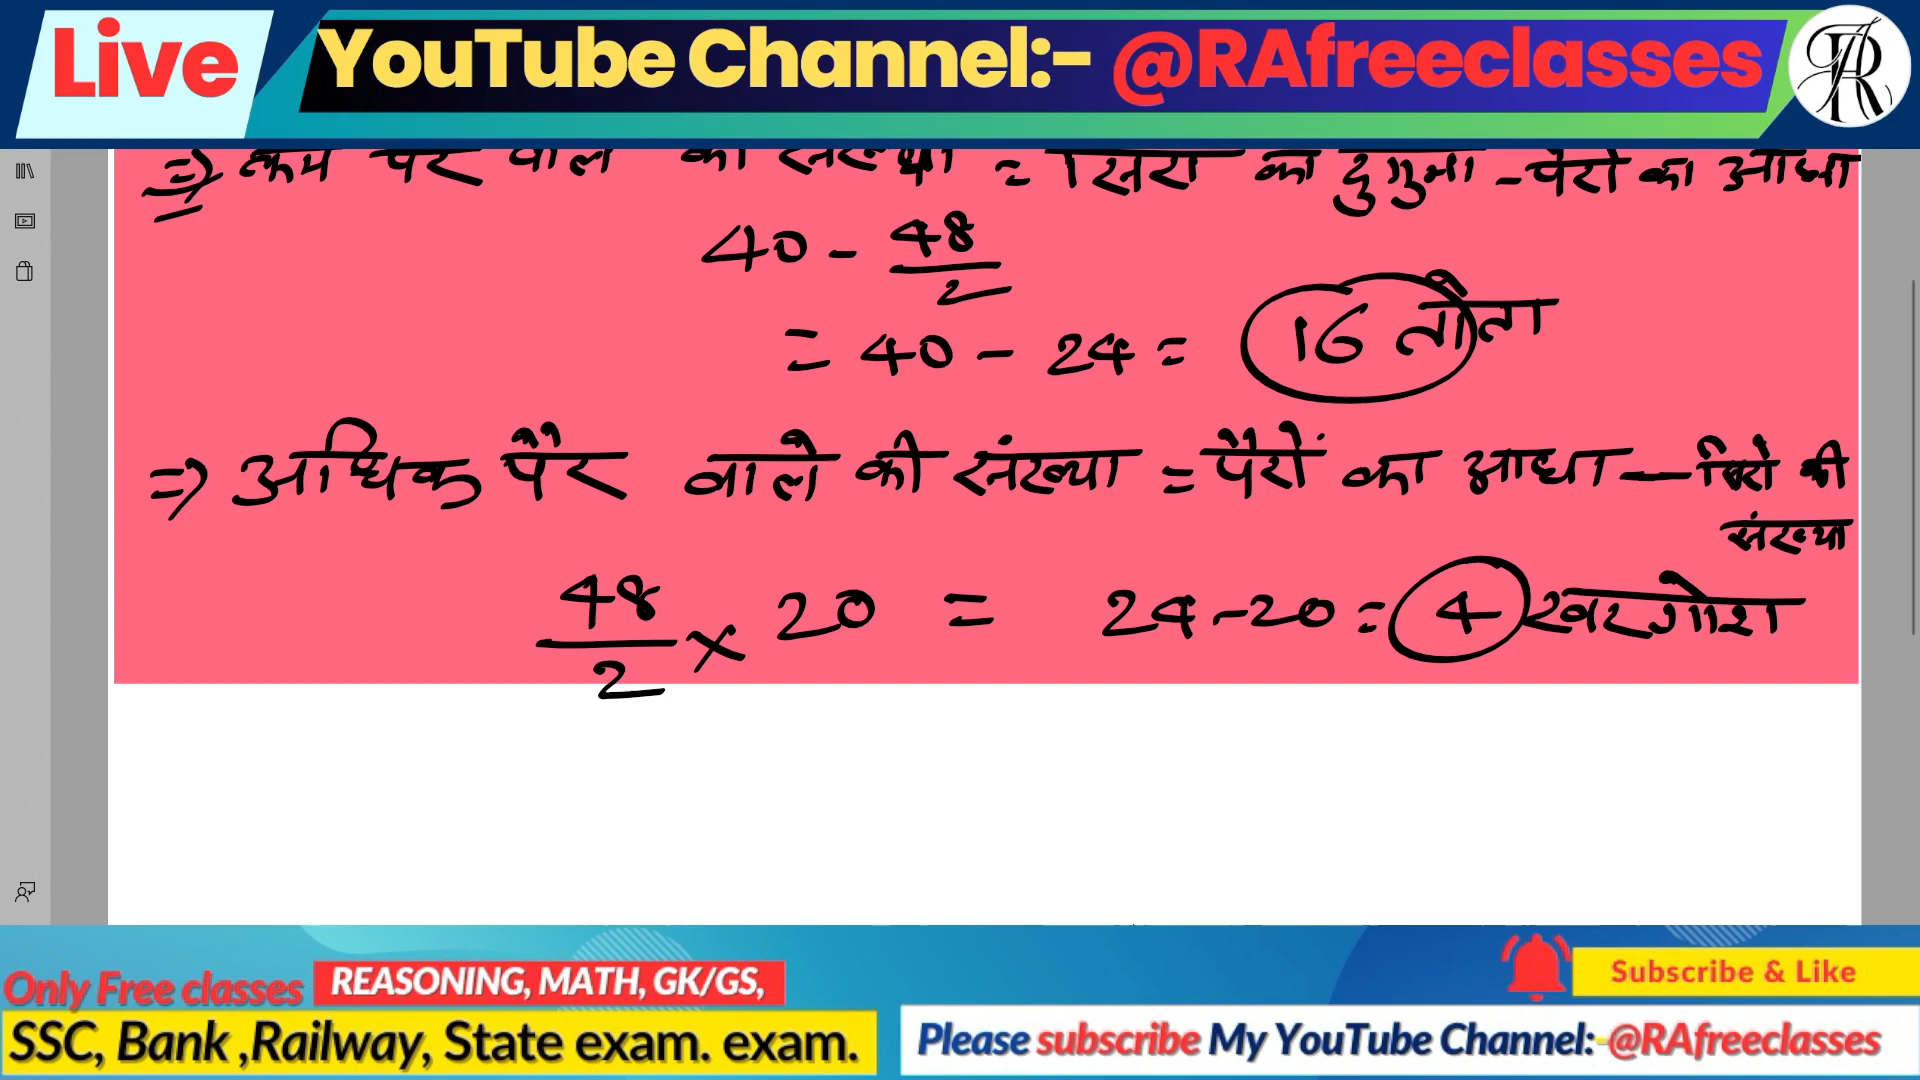 Live YouTube Channel:- @RAfreeclasses
=> कम पैर वाले की संख्या = सिरों का दुगुना - पैरों का आधा
40 - 48/2
= 40 - 24 = 16 तोता
=> अधिक पैर वाले की संख्या = पैरों का आधा — सिरो की
संख्या
48/2 × 20 = 24 - 20 = 4 खरगोश
Only Free classes REASONING, MATH, GK/GS,
Subscribe & Like
SSC, Bank ,Railway, State exam. exam.
Please subscribe My YouTube Channel:-@RAfreeclasses